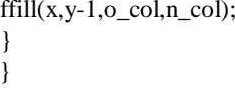 ffill(x,y-1,o_col,n_col);
}
}